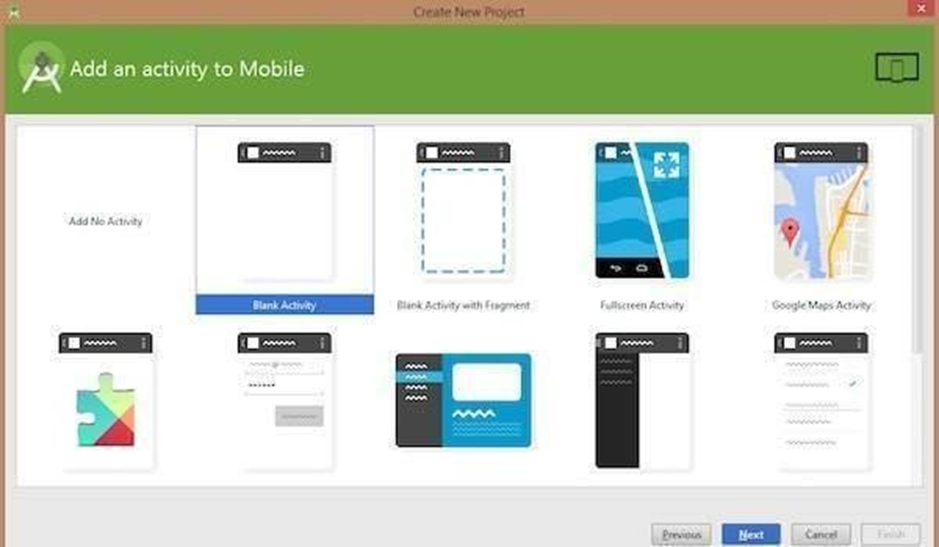 Create New Project
Add an activity to Mobile
Add No Activity
Blank Activity
Blank Activity with Fragment
Fullscreen Activity
Google Maps Activity
Previous
Next
Cancel
Finish